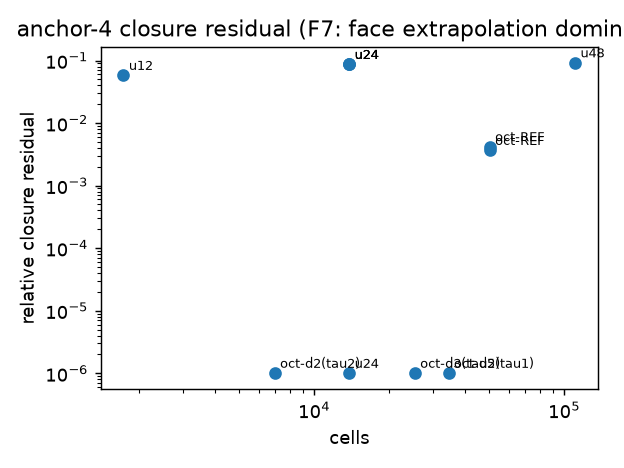 anchor-4 closure residual (F7: face extrapolation domin
relative closure residual
10⁻¹
10⁻²
10⁻³
10⁻⁴
10⁻⁵
10⁻⁶
u12
u24
u48
oct-REF
oct-REF
oct-d2(tau2)
u24
10⁴
10⁵
cells